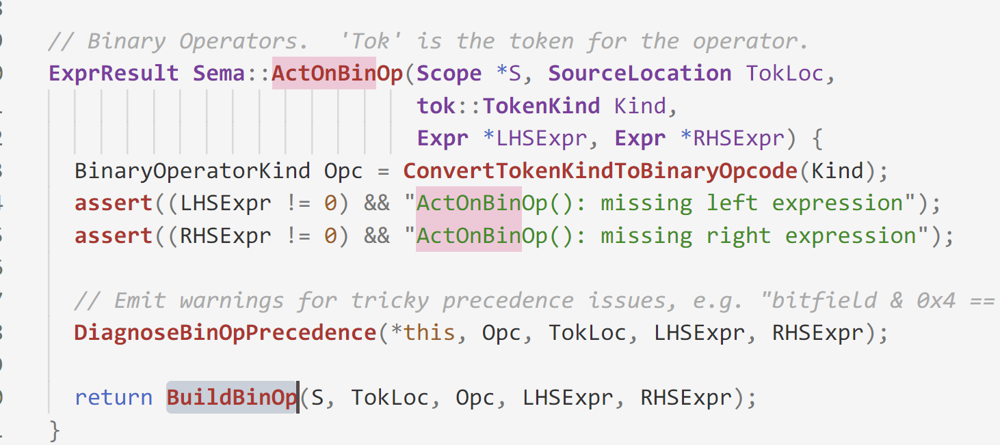 // Binary Operators.  'Tok' is the token for the operator.
ExprResult Sema::ActOnBinOp(Scope *S, SourceLocation TokLoc,
                            tok::TokenKind Kind,
                            Expr *LHSExpr, Expr *RHSExpr) {
  BinaryOperatorKind Opc = ConvertTokenKindToBinaryOpcode(Kind);
  assert((LHSExpr != 0) && "ActOnBinOp(): missing left expression");
  assert((RHSExpr != 0) && "ActOnBinOp(): missing right expression");

  // Emit warnings for tricky precedence issues, e.g. "bitfield & 0x4 ==
  DiagnoseBinOpPrecedence(*this, Opc, TokLoc, LHSExpr, RHSExpr);

  return BuildBinOp(S, TokLoc, Opc, LHSExpr, RHSExpr);
}